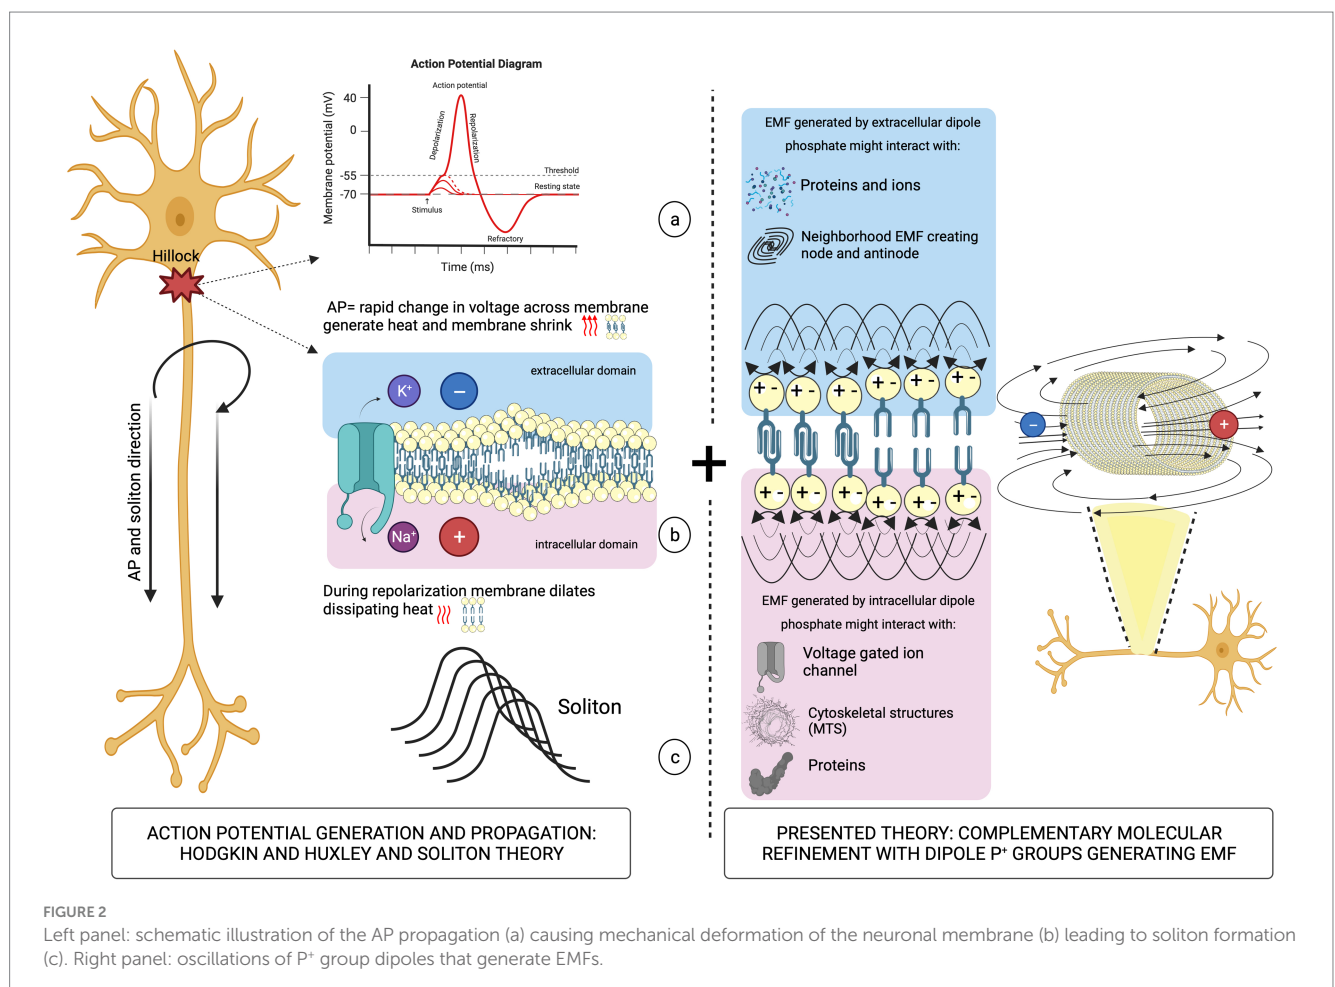 Action Potential Diagram
Action potential
Membrane potential (mV)
40
0
-55
-70
Depolarization
Repolarization
Threshold
Resting state
Stimulus
Refractory
Time (ms)
a
Hillock
AP= rapid change in voltage across membrane
generate heat and membrane shrink
extracellular domain
K+
−
Na+
+
intracellular domain
b
AP and soliton direction
During repolarization membrane dilates
dissipating heat
Soliton
c
ACTION POTENTIAL GENERATION AND PROPAGATION:
HODGKIN AND HUXLEY AND SOLITON THEORY
+
EMF generated by extracellular dipole
phosphate might interact with:
Proteins and ions
Neighborhood EMF creating
node and antinode
+ - + - + - + - + - + -
+ - + - + - + - + - + -
−
+
EMF generated by intracellular dipole
phosphate might interact with:
Voltage gated ion
channel
Cytoskeletal structures
(MTS)
Proteins
PRESENTED THEORY: COMPLEMENTARY MOLECULAR
REFINEMENT WITH DIPOLE P+ GROUPS GENERATING EMF
FIGURE 2
Left panel: schematic illustration of the AP propagation (a) causing mechanical deformation of the neuronal membrane (b) leading to soliton formation
(c). Right panel: oscillations of P+ group dipoles that generate EMFs.